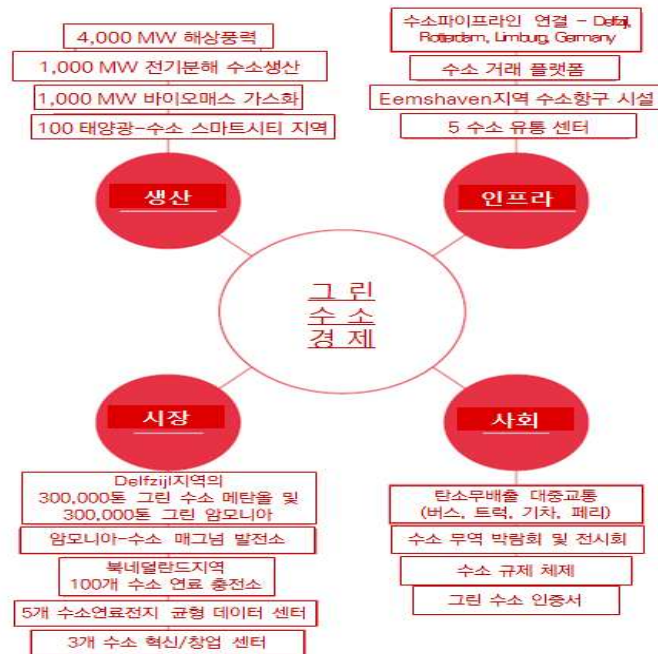 4,000 MW 해상풍력
1,000 MW 전기분해 수소생산
1,000 MW 바이오매스 가스화
100 태양광-수소 스마트시티 지역
생산
수소파이프라인 연결 - Delfzijl,
Rotterdam, Limburg, Germany
수소 거래 플랫폼
Eemshaven지역 수소항구 시설
5 수소 유통 센터
인프라
그 린
수 소
경 제
시장
Delfzijl지역의
300,000톤 그린 수소 메탄올 및
300,000톤 그린 암모니아
암모니아-수소 매그넘 발전소
북네덜란드지역
100개 수소 연료 충전소
5개 수소연료전지 균형 데이터 센터
3개 수소 혁신/창업 센터
사회
탄소무배출 대중교통
(버스, 트럭, 기차, 페리)
수소 무역 박람회 및 전시회
수소 규제 체제
그린 수소 인증서